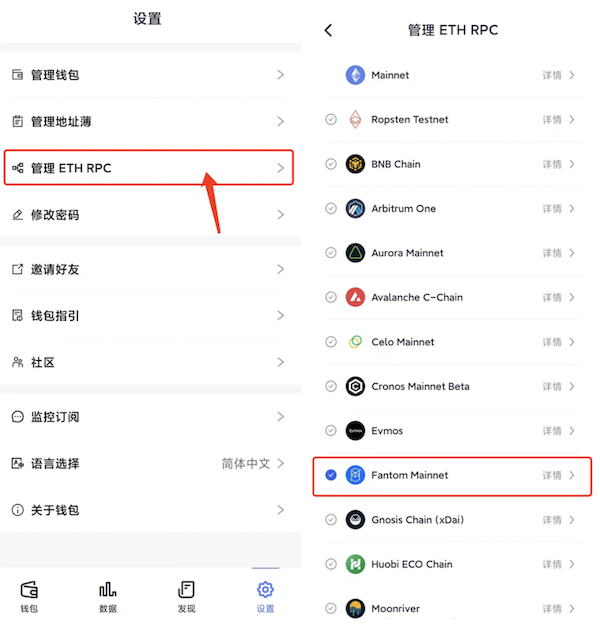 设置
管理钱包
管理地址薄
管理 ETH RPC
修改密码
邀请好友
钱包指引
社区
监控订阅
语言选择 简体中文
关于钱包
钱包 数据 发现 设置
管理 ETH RPC
Mainnet 详情
Ropsten Testnet 详情
BNB Chain 详情
Arbitrum One 详情
Aurora Mainnet 详情
Avalanche C-Chain 详情
Celo Mainnet 详情
Cronos Mainnet Beta 详情
Evmos 详情
Fantom Mainnet 详情
Gnosis Chain (xDai) 详情
Huobi ECO Chain 详情
Moonriver 详情